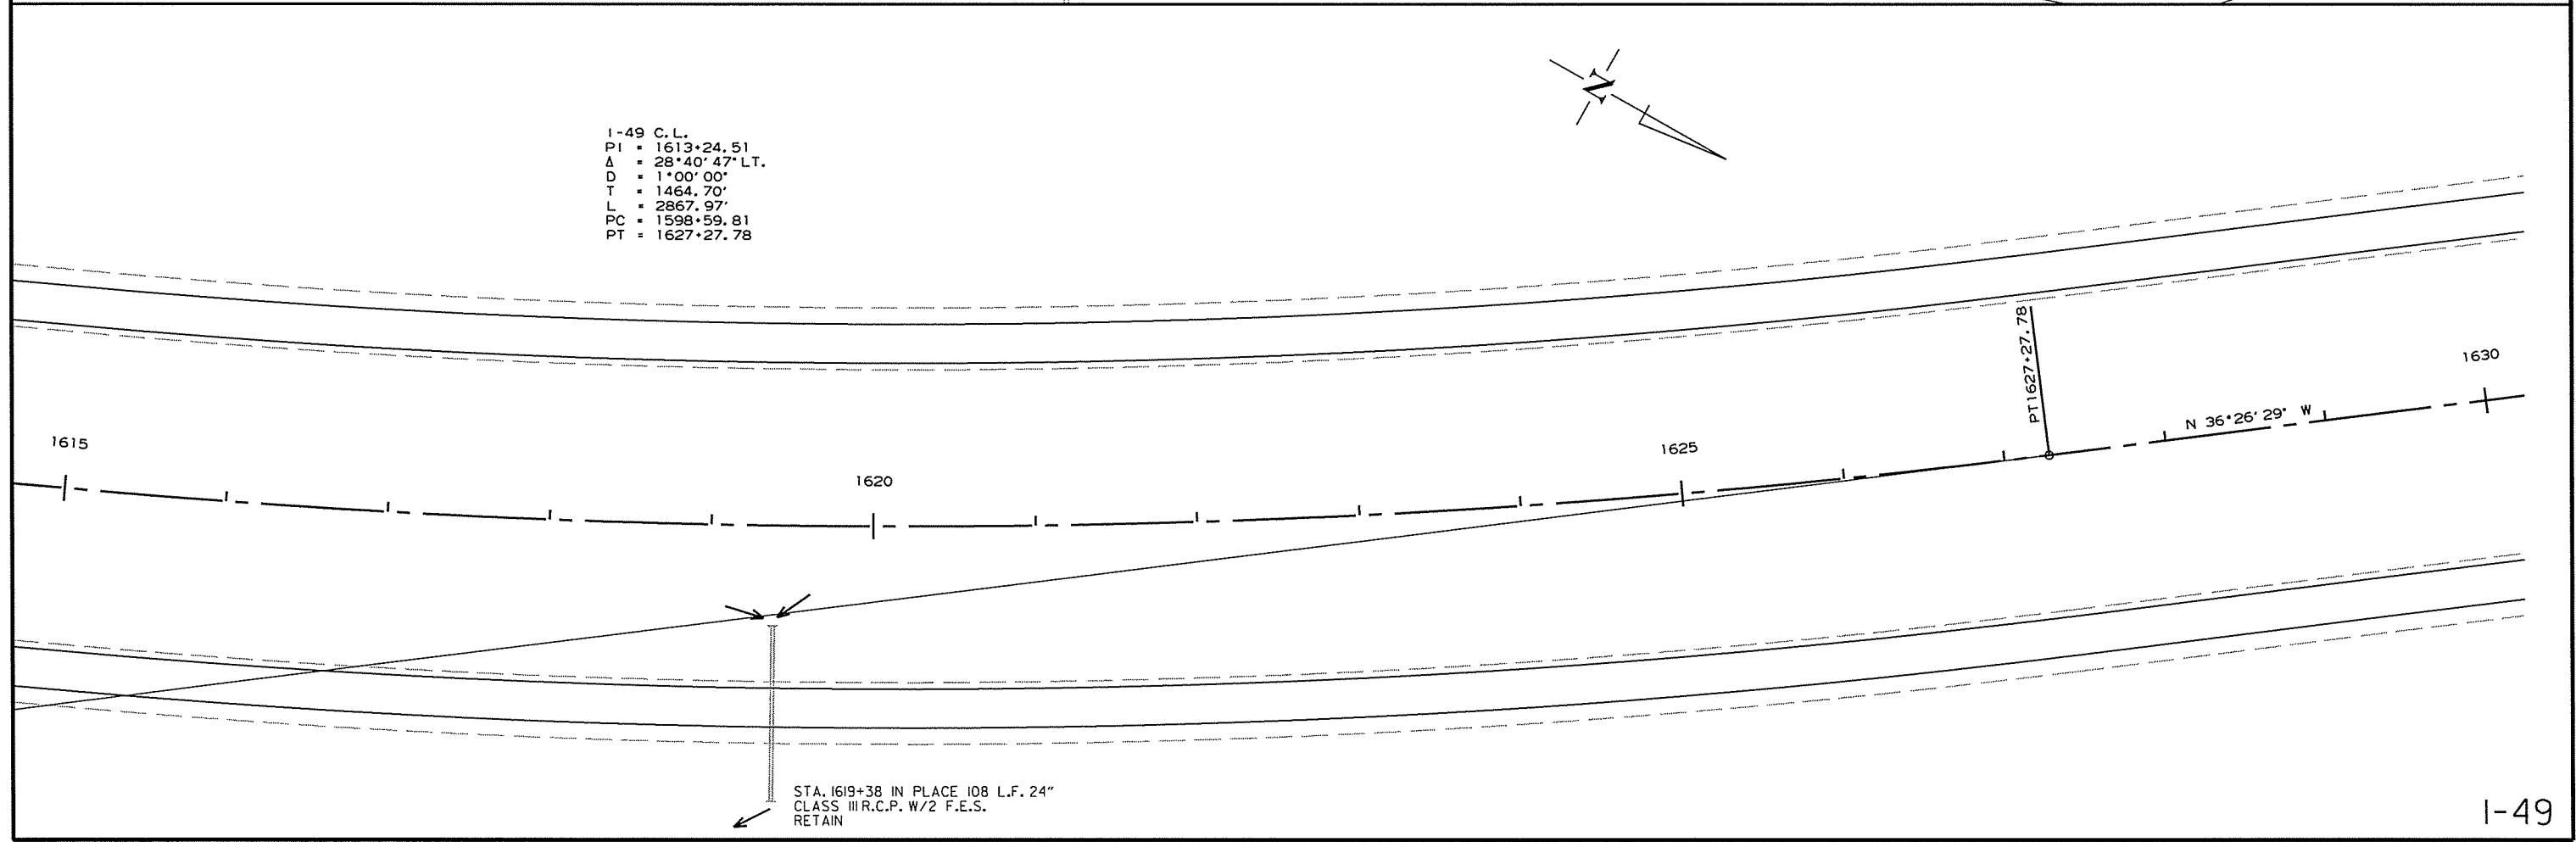 N
I-49 C.L.
PI = 1613+24.51
Δ = 28°40'47" LT.
D = 1°00'00"
T = 1464.70'
L = 2867.97'
PC = 1598+59.81
PT = 1627+27.78
PT 1627+27.78
1630
N 36°26'29" W
1615
1625
1620
STA. 1619+38 IN PLACE 108 L.F. 24"
CLASS III R.C.P. W/2 F.E.S.
RETAIN
I-49